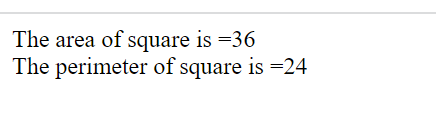 The area of square is =36
The perimeter of square is =24